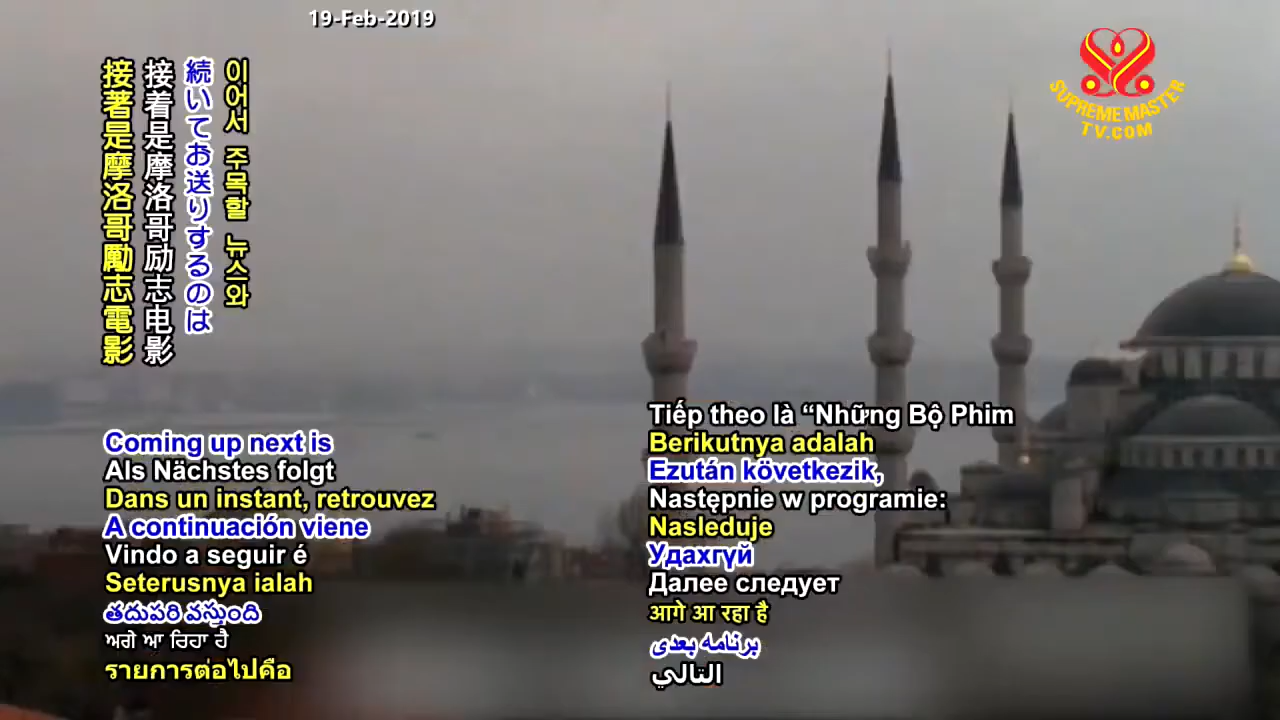 19-Feb-2019
SUPREME MASTER
TV.COM
이어서 주목할 뉴스와
続いてお送りするのは
接着是摩洛哥励志电影
接著是摩洛哥勵志電影
Coming up next is
Als Nächstes folgt
Dans un instant, retrouvez
A continuación viene
Vindo a seguir é
Seterusnya ialah
తదుపరి వస్తుంది
ਅਗੇ ਆ ਰਿਹਾ ਹੈ
รายการต่อไปคือ
Tiếp theo là “Những Bộ Phim
Berikutnya adalah
Ezután következik,
Następnie w programie:
Nasleduje
Удахгүй
Далее следует
आगे आ रहा है
برنامه بعدی
التالي